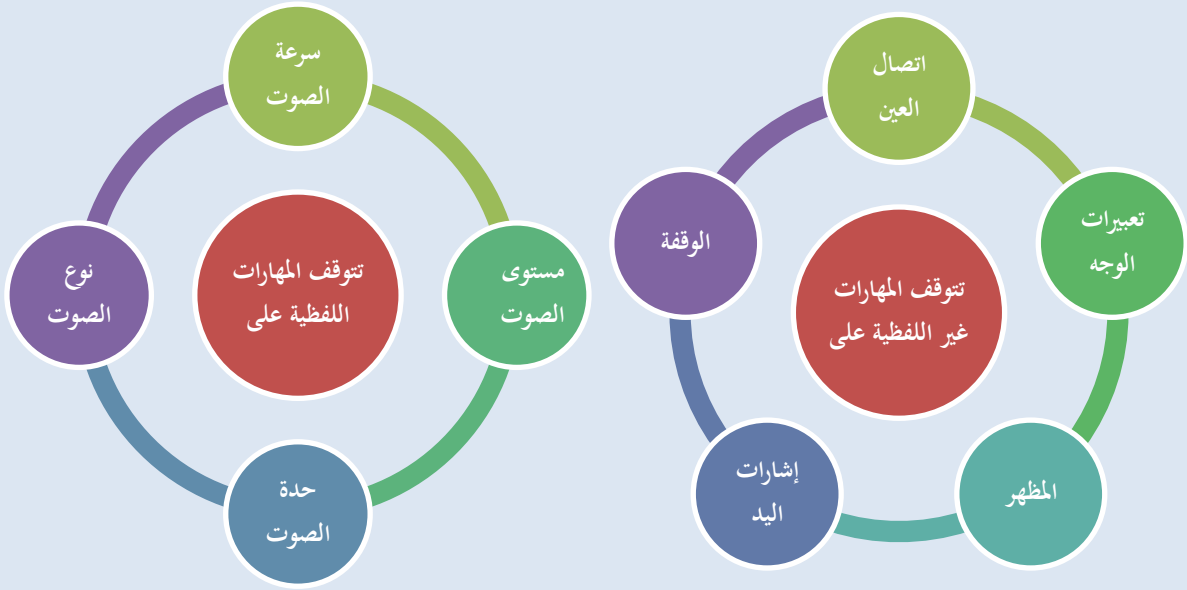 تتوقف المهارات
غير اللفظية على
اتصال
العين
تعبيرات
الوجه
المظهر
إشارات
اليد
الوقفة
تتوقف المهارات
اللفظية على
سرعة
الصوت
مستوى
الصوت
حدة
الصوت
نوع
الصوت